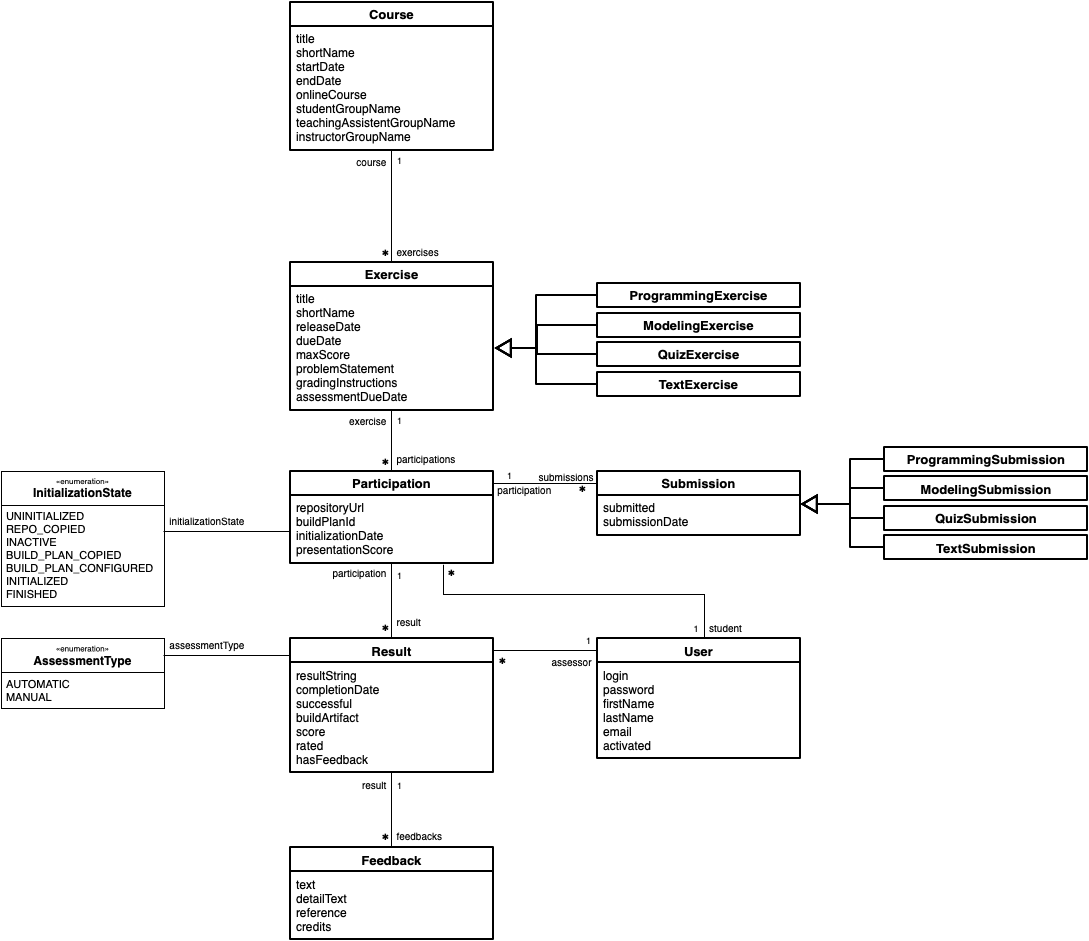 Course
title
shortName
startDate
endDate
onlineCourse
studentGroupName
teachingAssistentGroupName
instructorGroupName
course 1
* exercises
Exercise
title
shortName
releaseDate
dueDate
maxScore
problemStatement
gradingInstructions
assessmentDueDate
ProgrammingExercise
ModelingExercise
QuizExercise
TextExercise
exercise 1
* participations
«enumeration»
InitializationState
UNINITIALIZED
REPO_COPIED
INACTIVE
BUILD_PLAN_COPIED
BUILD_PLAN_CONFIGURED
INITIALIZED
FINISHED
initializationState
Participation
repositoryUrl
buildPlanId
initializationDate
presentationScore
1 submissions
participation *
Submission
submitted
submissionDate
ProgrammingSubmission
ModelingSubmission
QuizSubmission
TextSubmission
participation 1
*
* result
1 student
«enumeration»
AssessmentType
AUTOMATIC
MANUAL
assessmentType
Result
resultString
completionDate
successful
buildArtifact
score
rated
hasFeedback
1
* assessor
User
login
password
firstName
lastName
email
activated
result 1
* feedbacks
Feedback
text
detailText
reference
credits